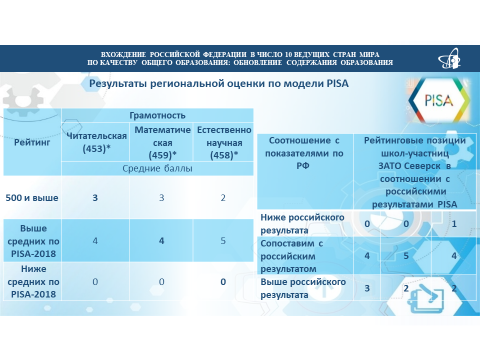 ВХОЖДЕНИЕ РОССИЙСКОЙ ФЕДЕРАЦИИ В ЧИСЛО 10 ВЕДУЩИХ СТРАН МИРА
ПО КАЧЕСТВУ ОБЩЕГО ОБРАЗОВАНИЯ: ОБНОВЛЕНИЕ СОДЕРЖАНИЯ ОБРАЗОВАНИЯ
Результаты региональной оценки по модели PISA
PISA
Рейтинг
Грамотность
Читательская
(453)*
Математиче
ская
(459)*
Естественно
научная
(458)*
Средние баллы
500 и выше 3 3 2
Выше
средних по
PISA-2018
4 4 5
Ниже
средних по
PISA-2018
0 0 0
Соотношение с
показателями по
РФ
Рейтинговые позиции
школ-участниц
ЗАТО Северск в
соотношении с
российскими
результатами PISA
Ниже российского
результата
0 0 1
Сопоставим с
российским
результатом
4 5 4
Выше российского
результата
3 2 2